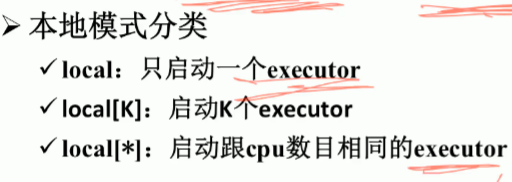 ➢ 本地模式分类
✓ local：只启动一个executor
✓ local[K]：启动K个executor
✓ local[*]：启动跟cpu数目相同的executor